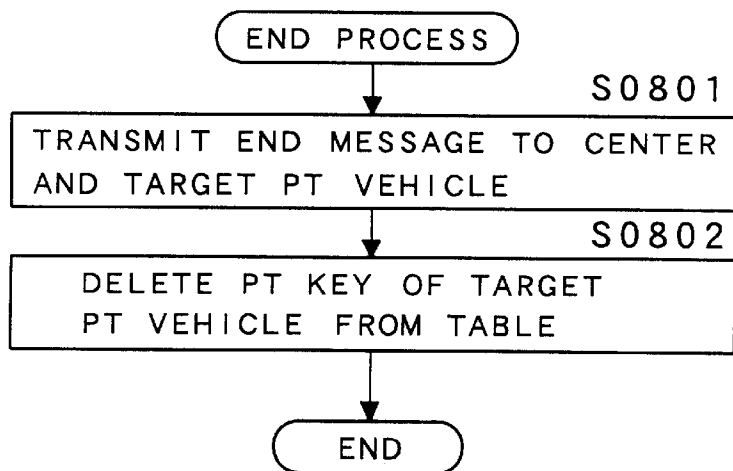 END PROCESS
S0801
TRANSMIT END MESSAGE TO CENTER
AND TARGET PT VEHICLE
S0802
DELETE PT KEY OF TARGET
PT VEHICLE FROM TABLE
END